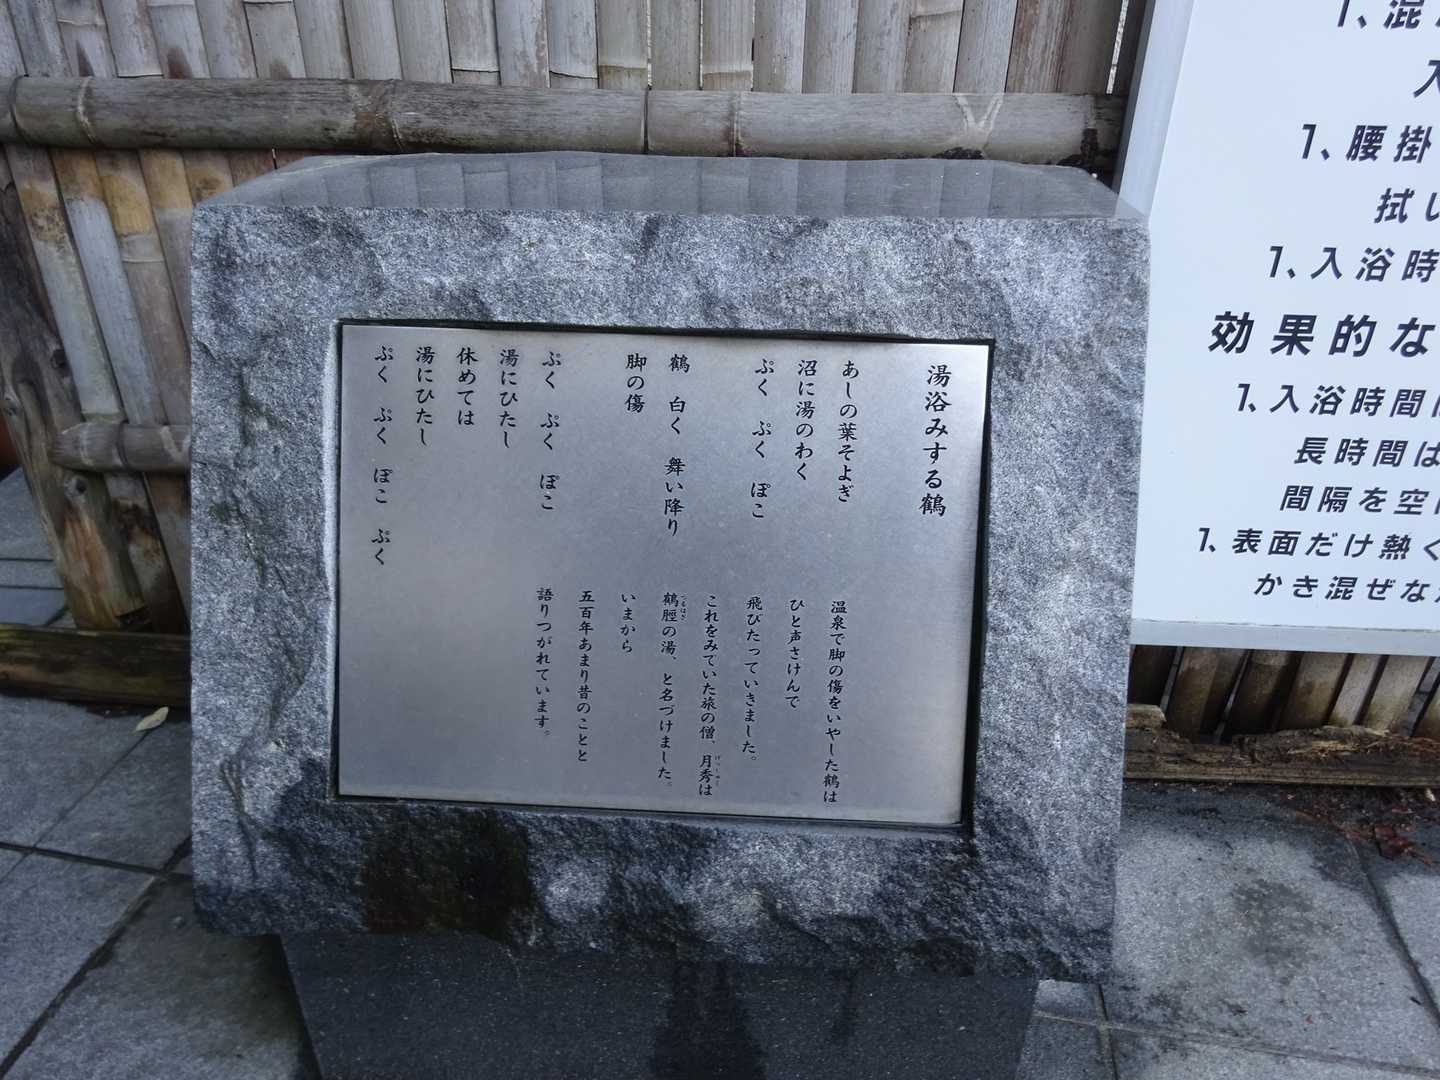 湯浴みする鶴
あしの葉そよぎ
沼に湯のわく
ぷく ぷく ぽこ
鶴 白く 舞い降り
脚の傷
ぷく ぷく ぽこ
湯にひたし
休めては
湯にひたし
ぷく ぷく ぽこ ぷく
温泉で脚の傷をいやした鶴は
ひと声さけんで
飛びたっていきました。
これをみていた旅の僧、月秀は
鶴脛の湯、と名づけました。
いまから
五百年あまり昔のことと
語りつがれています。
1、混
入
1、腰掛
拭い
1、入浴時
効果的な
1、入浴時間
長時間は
間隔を空
1、表面だけ熱く
かき混ぜな